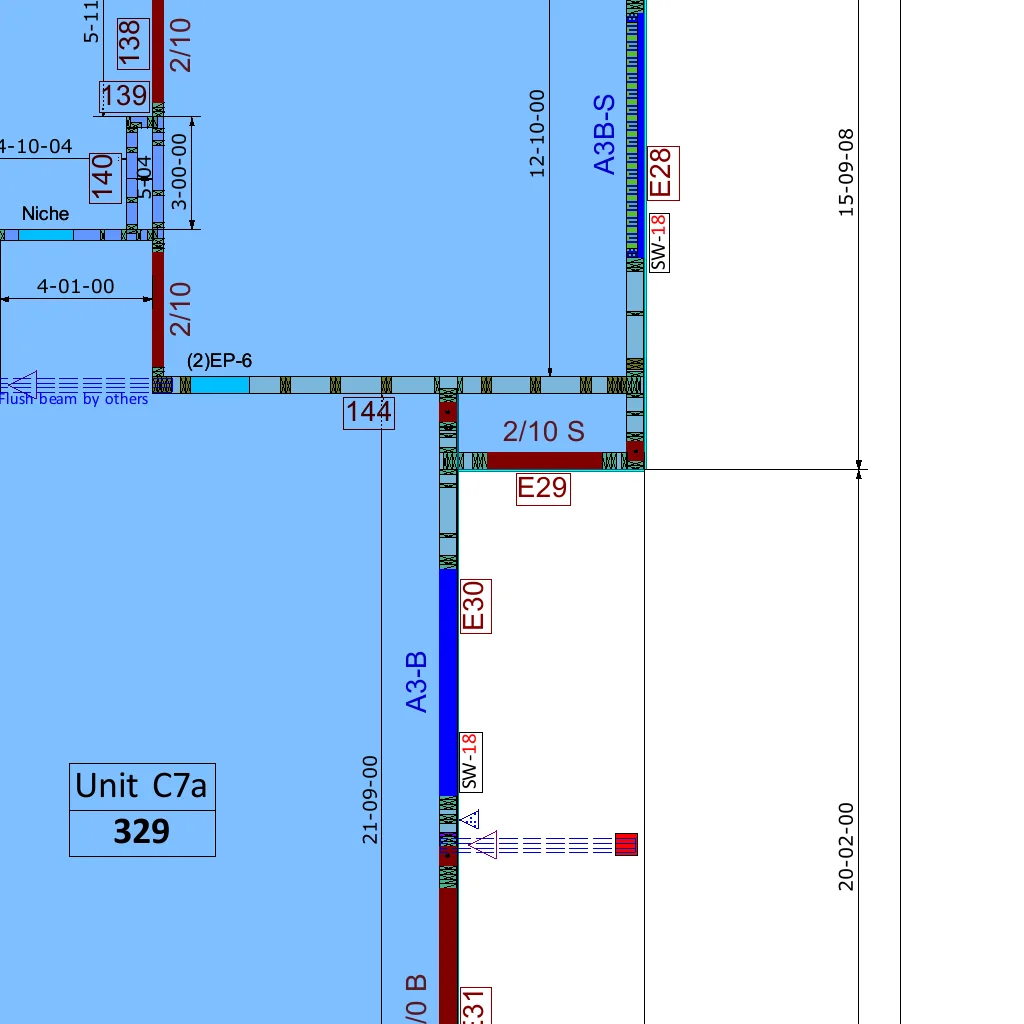 5-11
138
2/10
139
4-10-04
140
5-04
3-00-00
Niche
4-01-00
2/10
(2)EP-6
Flush beam by others
12-10-00
A3B-S
E28
SW-18
15-09-08
144
2/10 S
E29
E30
A3-B
SW-18
21-09-00
Unit C7a
329
20-02-00
/0 B
E31